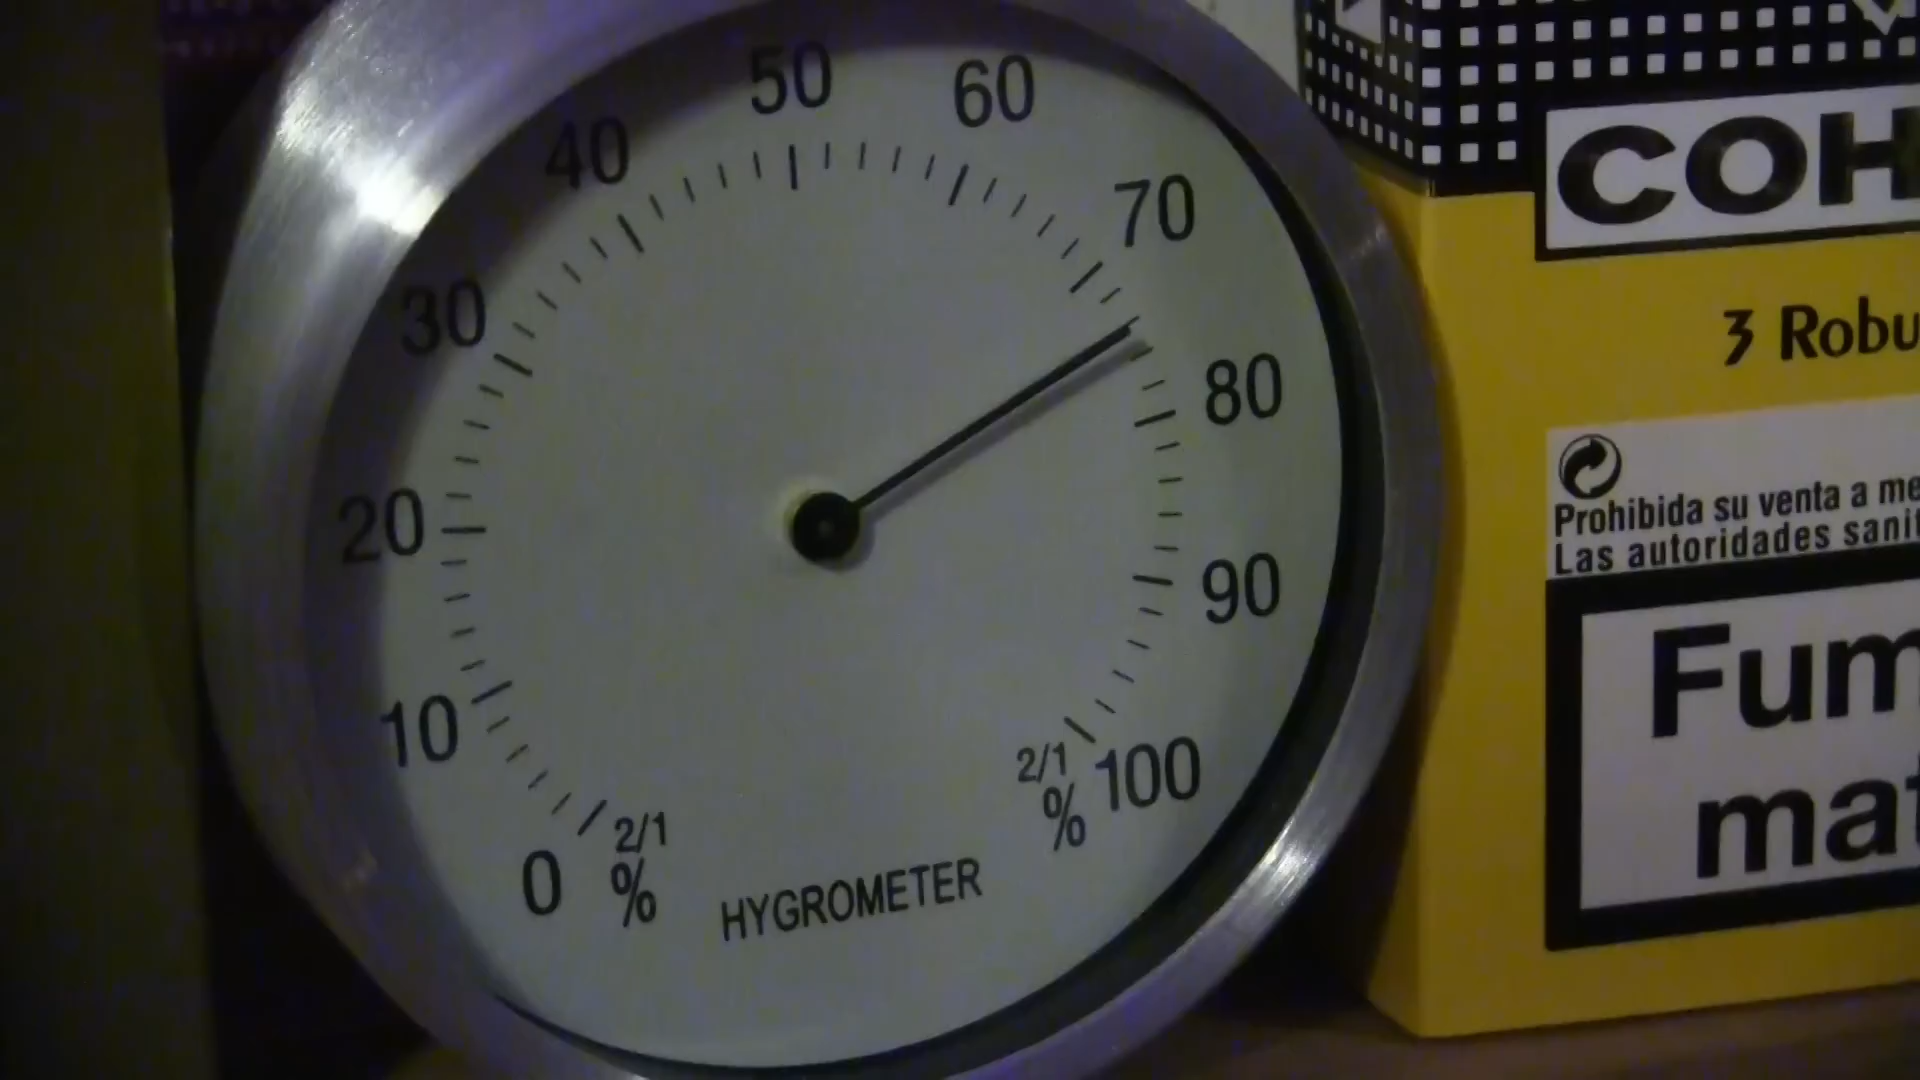 50
60
40
70
30
80
20
90
10
100
2/1
%
2/1
%
0
HYGROMETER
COH
3 Robu
Prohibida su venta a me
Las autoridades sanit
Fum
mat